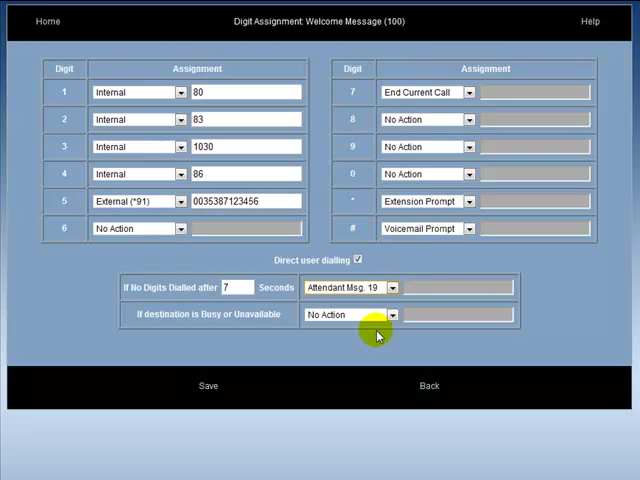 Home Digit Assignment: Welcome Message (100) Help
Digit Assignment Digit Assignment
1 Internal 80 7 End Current Call
2 Internal 83 8 No Action
3 Internal 1030 9 No Action
4 Internal 86 0 No Action
5 External (*91) 0035387123456 * Extension Prompt
6 No Action # Voicemail Prompt
Direct user dialling
If No Digits Dialled after 7 Seconds Attendant Msg. 19
If destination is Busy or Unavailable No Action
Save Back